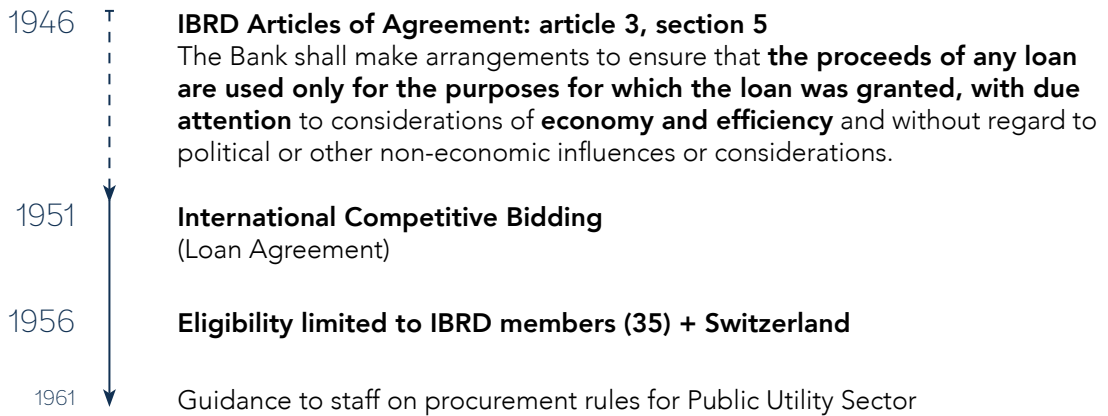 1946
IBRD Articles of Agreement: article 3, section 5
The Bank shall make arrangements to ensure that the proceeds of any loan
are used only for the purposes for which the loan was granted, with due
attention to considerations of economy and efficiency and without regard to
political or other non-economic influences or considerations.
1951
International Competitive Bidding
(Loan Agreement)
1956
Eligibility limited to IBRD members (35) + Switzerland
1961
Guidance to staff on procurement rules for Public Utility Sector